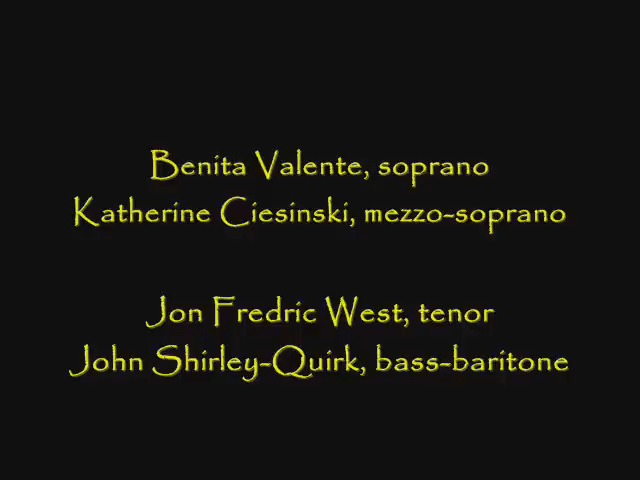 Benita Valente, soprano
Katherine Ciesinski, mezzo-soprano
Jon Fredric West, tenor
John Shirley-Quirk, bass-baritone